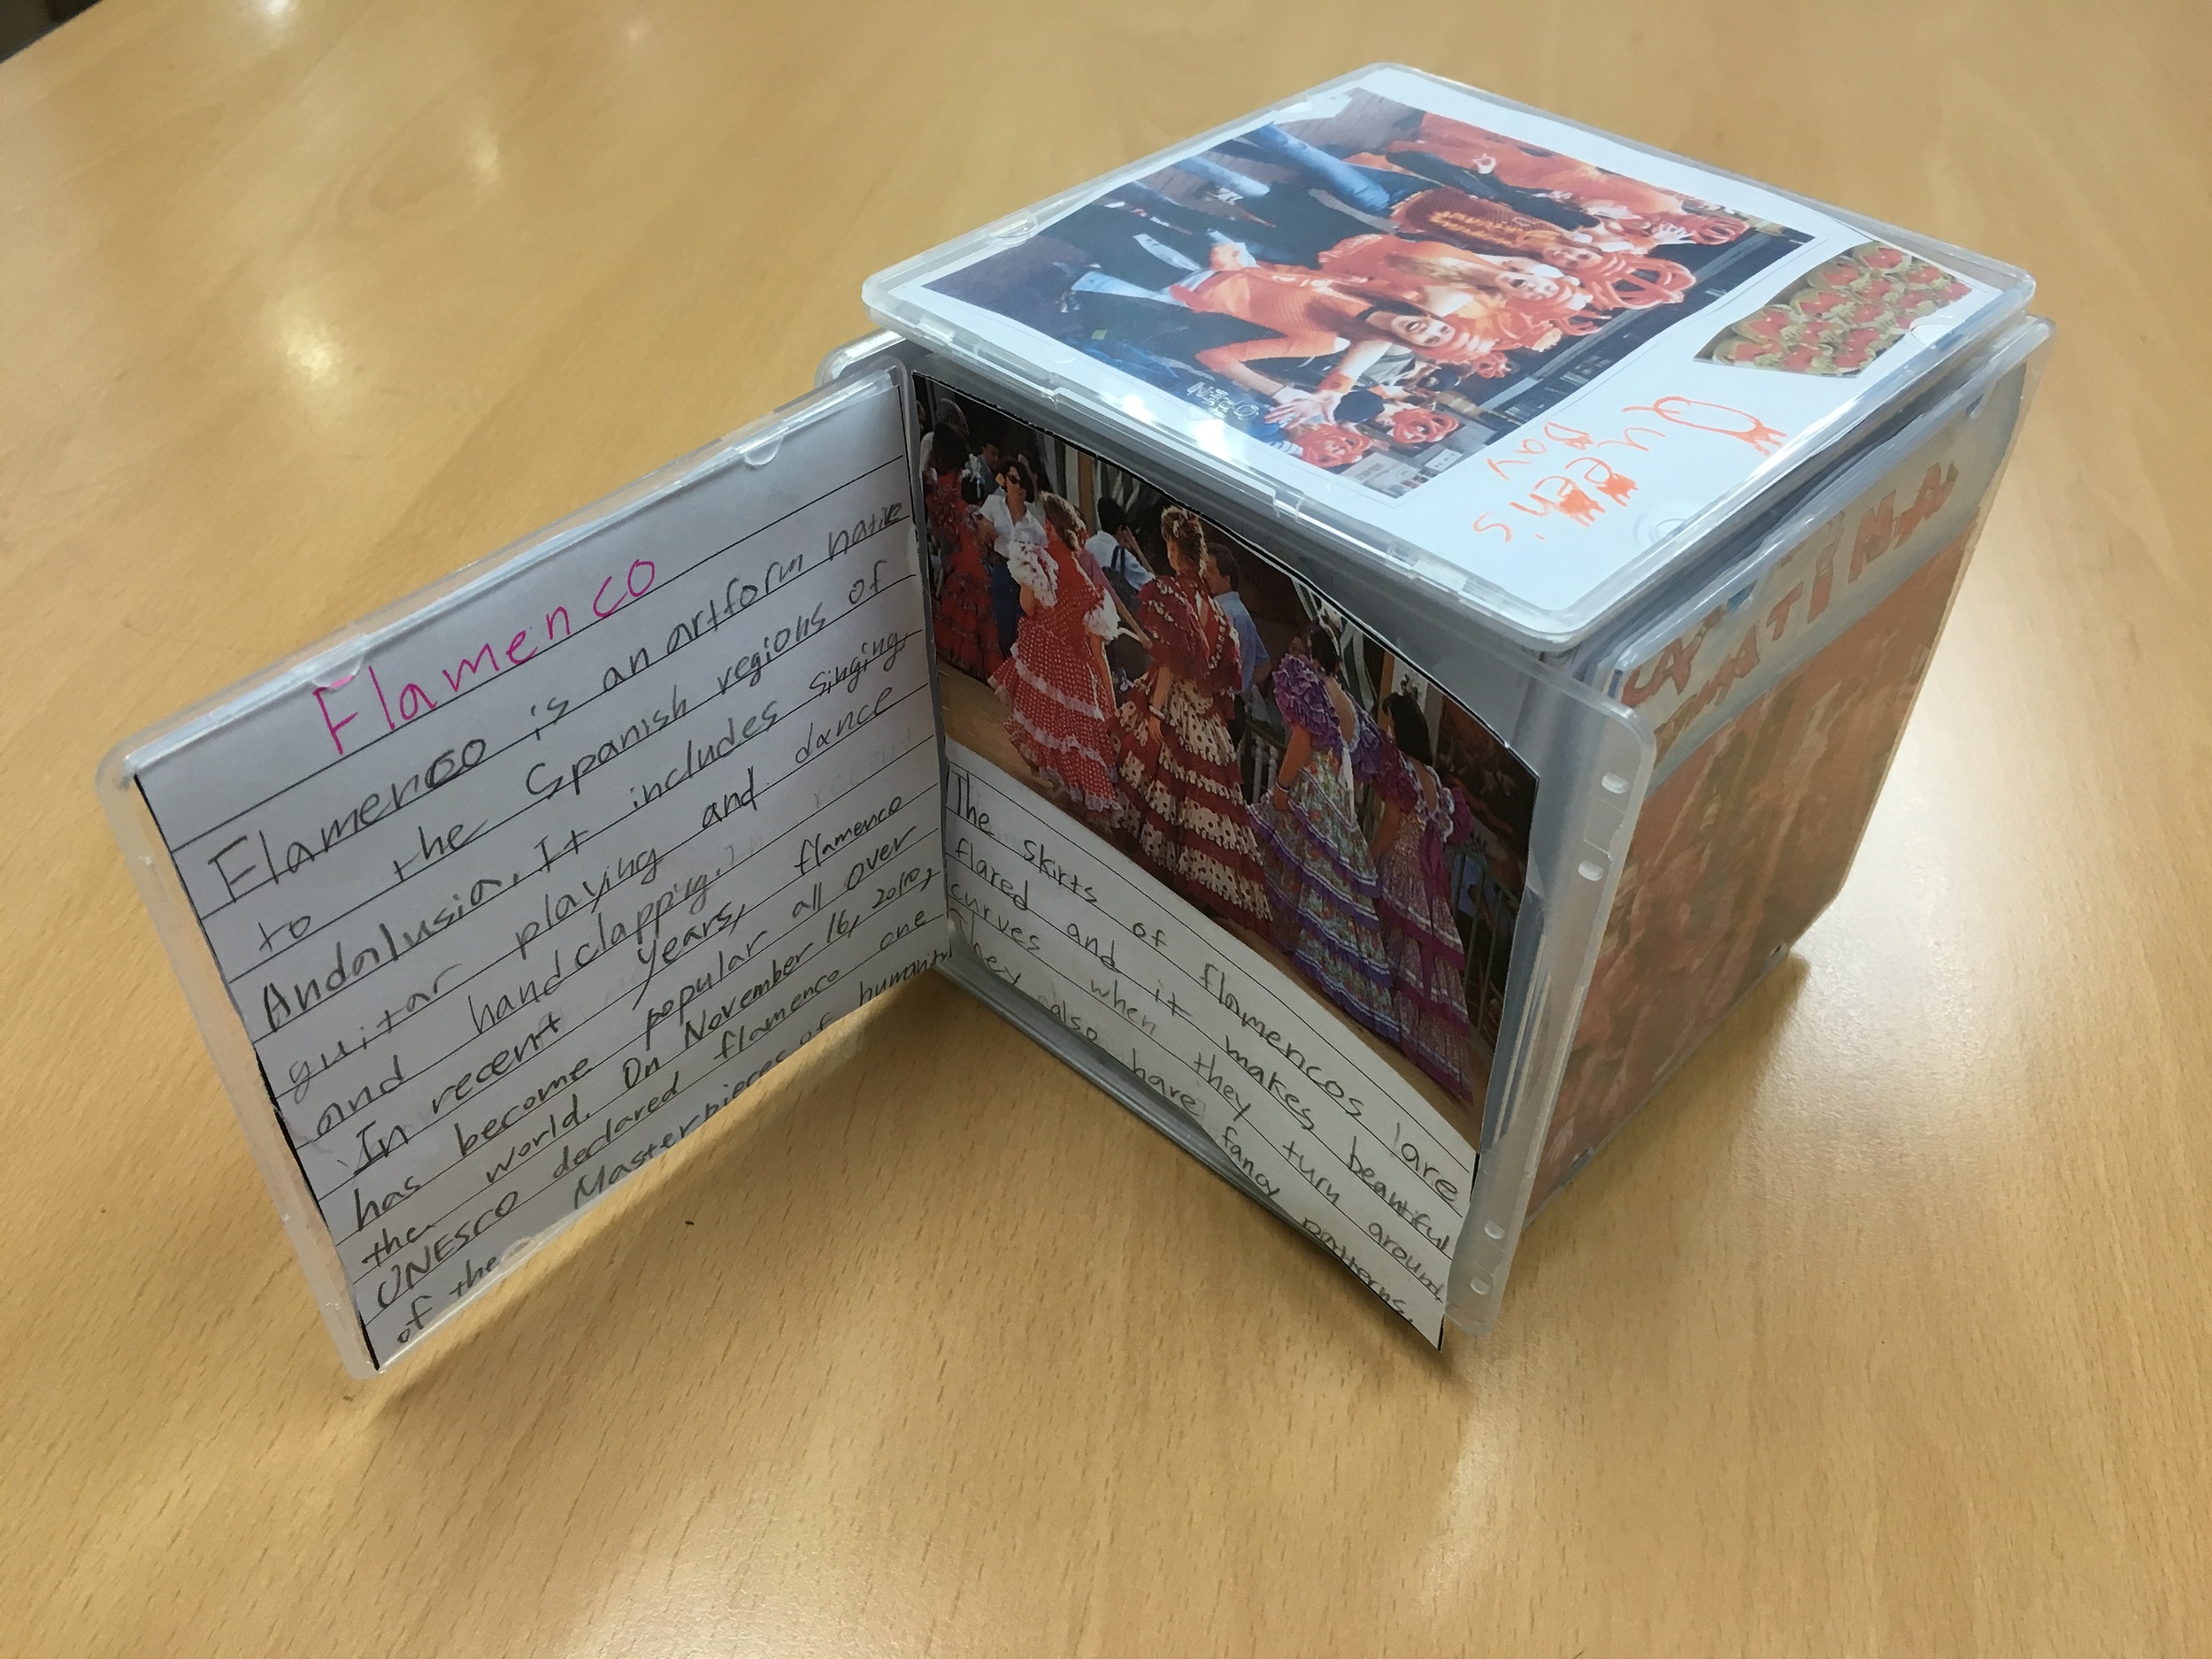 Flamenco
Flamenco is an artform native
to the Spanish regions of
Andalusia. It includes singing,
guitar playing and dance
and handclapping.
In recent years, flamenco
has become popular all over
the world. On November 16, 2010,
UNESCO declared flamenco one
of the Masterpieces of humanity
The skirts of flamencos are
flared and it makes beautiful
curves when they turn around.
They also have fancy patterns.
Queen's
Day
LA
TOMATINA